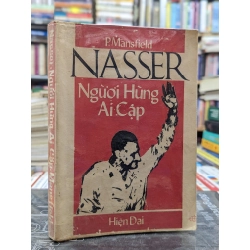 P. Mansfield
NASSER
Người Hùng
Ai Cập
Hiện Đại